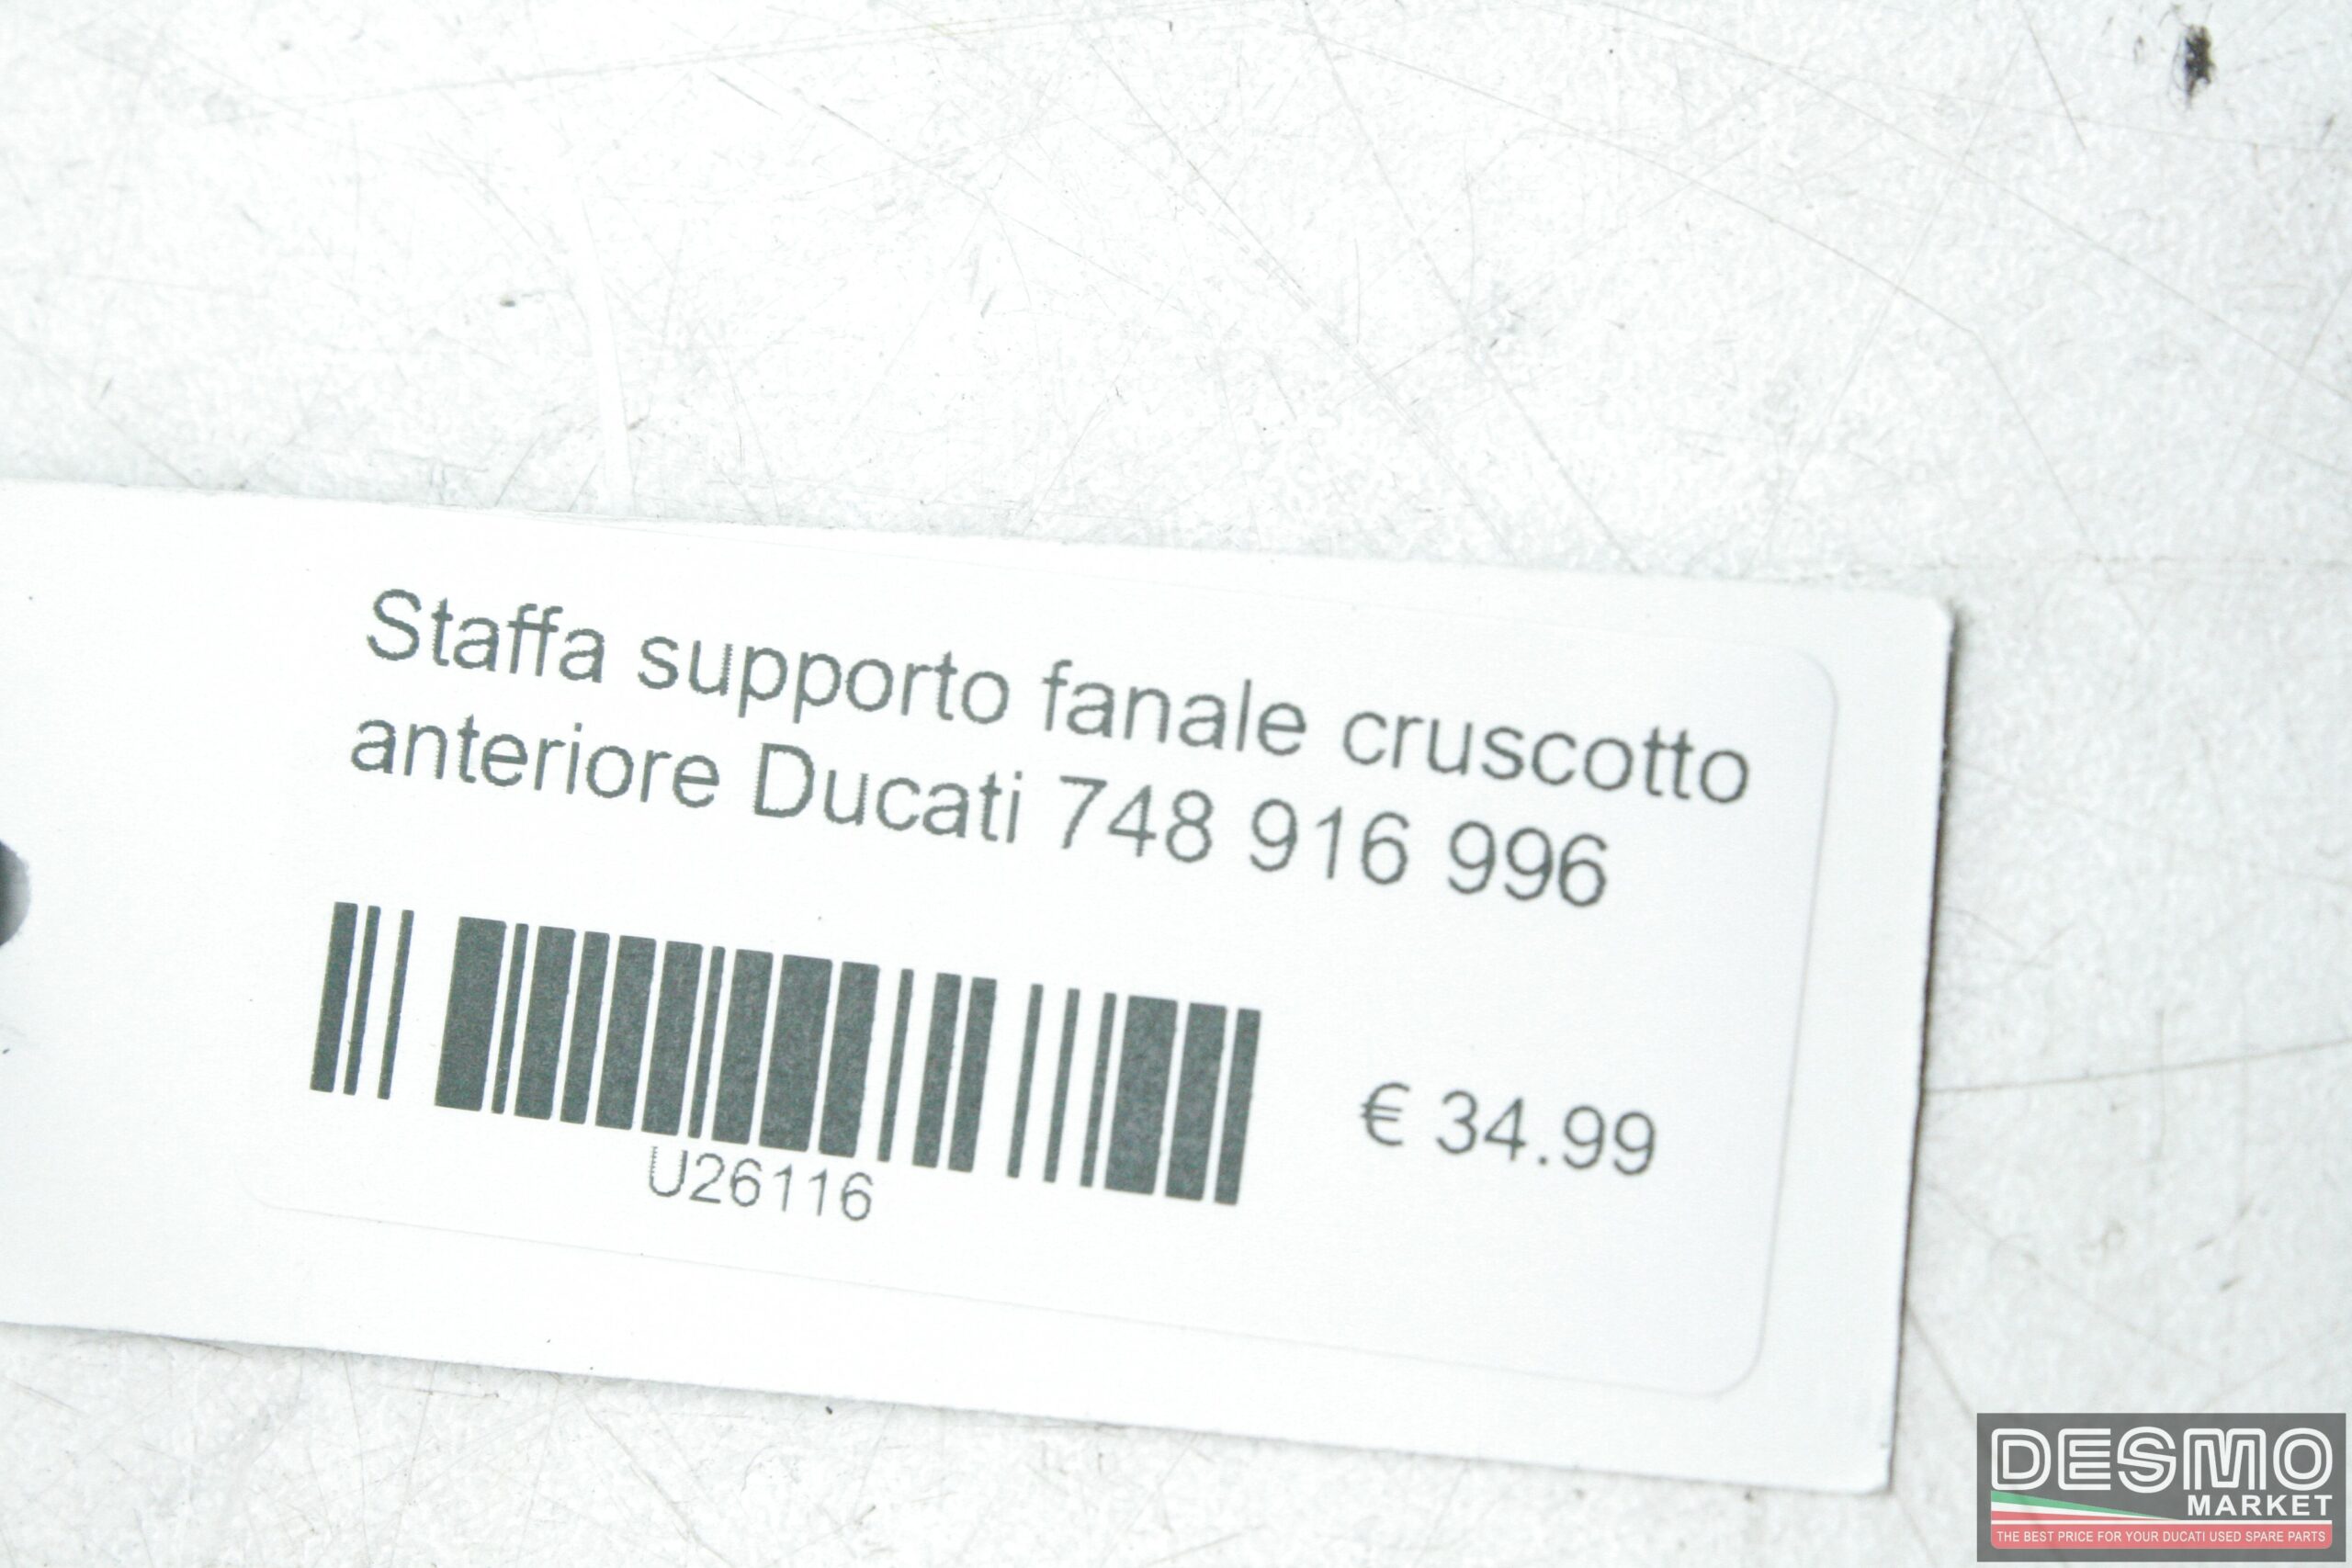 Staffa supporto fanale cruscotto
anteriore Ducati 748 916 996
€ 34.99
U26116
DESMO
MARKET
THE BEST PRICE FOR YOUR DUCATI USED SPARE PARTS